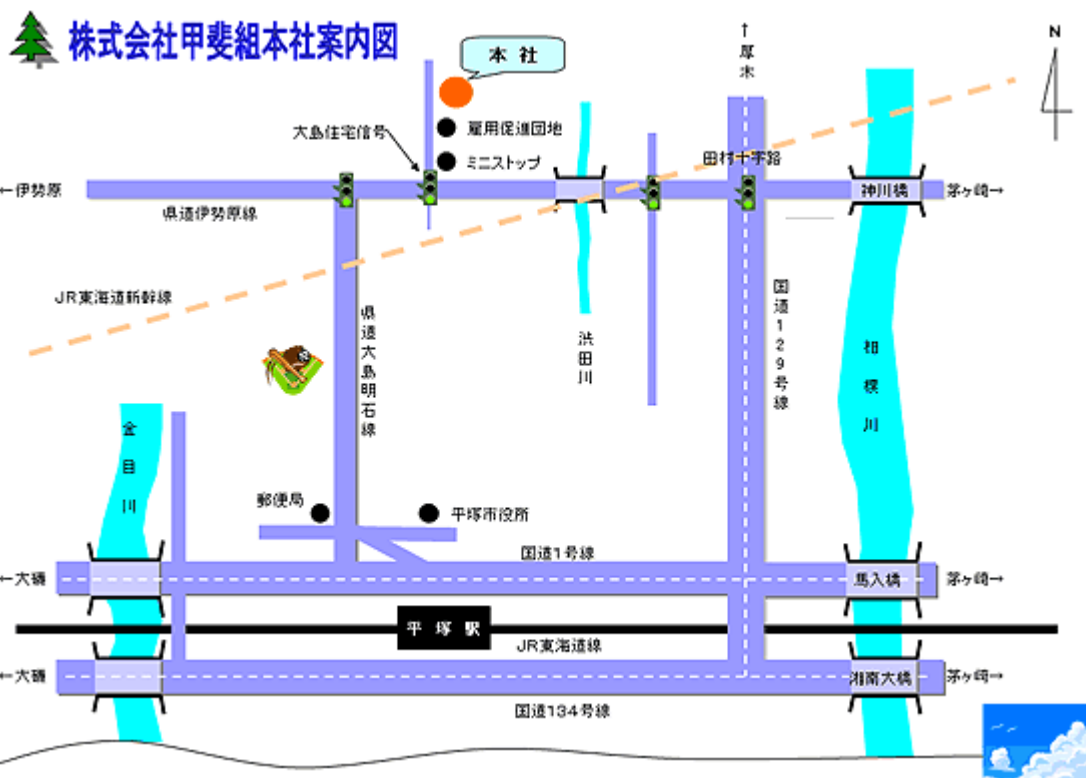 株式会社甲斐組本社案内図
本社
↑厚木
N
大島住宅信号
雇用促進団地
ミニストップ
田村十字路
←伊勢原
神川橋
茅ヶ崎→
県道伊勢原線
JR東海道新幹線
県道大島明石線
渋田川
国道129号線
相模川
金目川
郵便局
平塚市役所
国道1号線
←大磯
馬入橋
茅ヶ崎→
平塚駅
JR東海道線
←大磯
湘南大橋
茅ヶ崎→
国道134号線